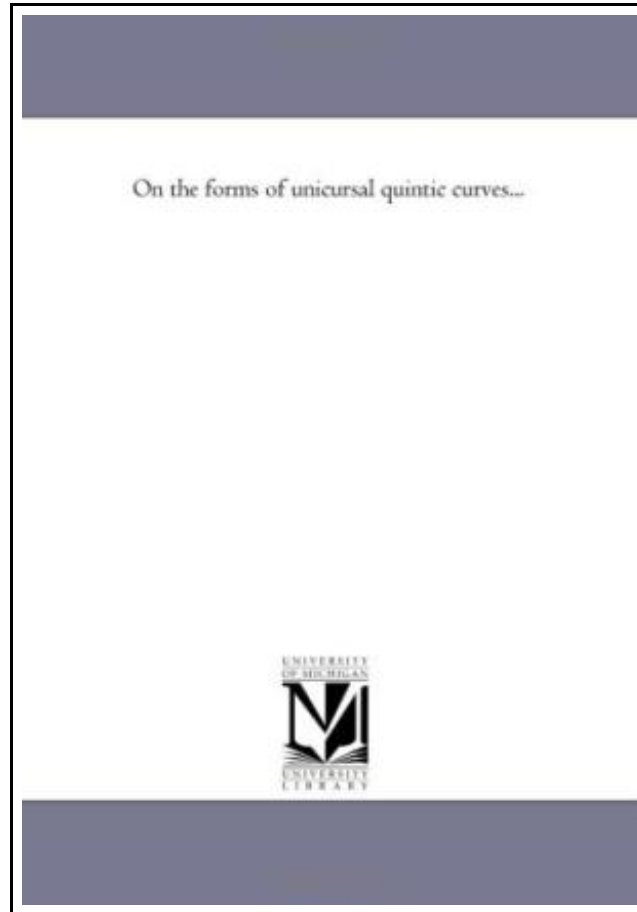 On the forms of unicursal quintic curves...
UNIVERSITY
OF MICHIGAN
UNIVERSITY
LIBRARY